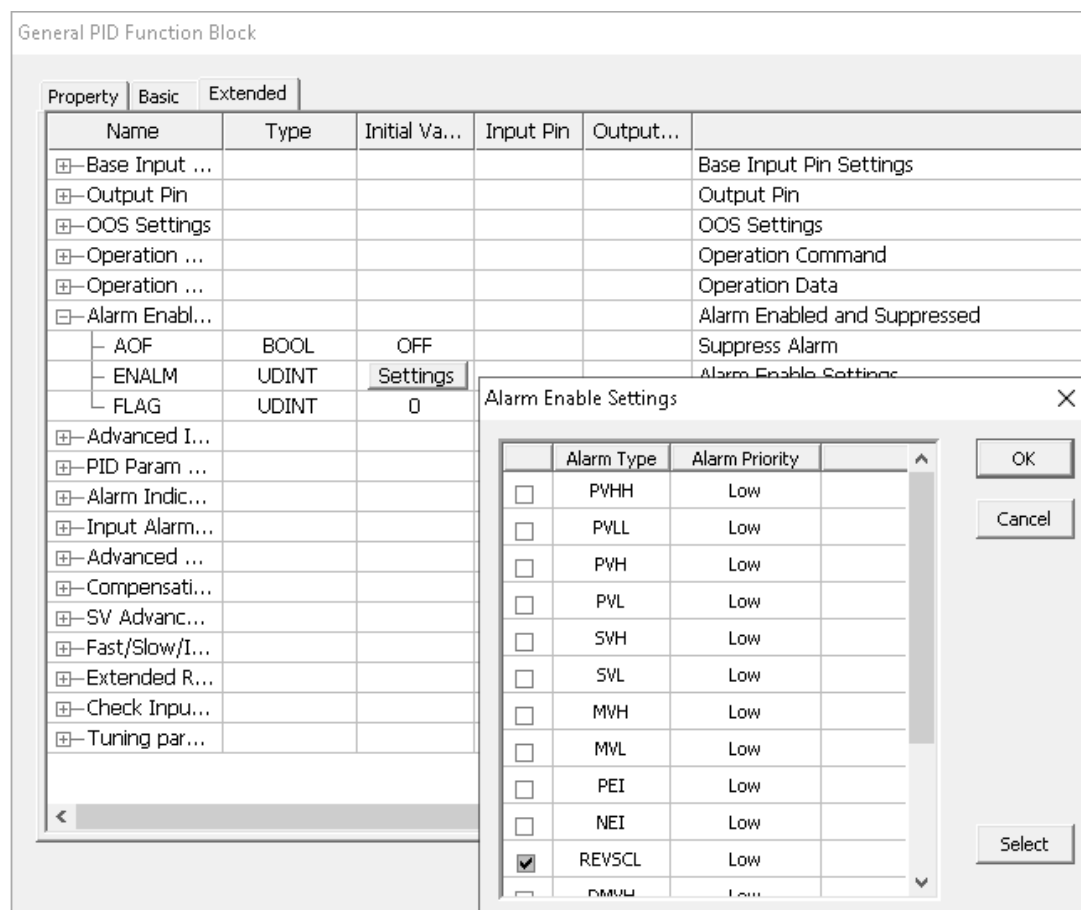 General PID Function Block
Property Basic Extended
Name Type Initial Va... Input Pin Output...
Base Input ... Base Input Pin Settings
Output Pin Output Pin
OOS Settings OOS Settings
Operation ... Operation Command
Operation ... Operation Data
Alarm Enabl... Alarm Enabled and Suppressed
AOF BOOL OFF Suppress Alarm
ENALM UDINT Settings Alarm Enable Settings
FLAG UDINT 0
Advanced I...
PID Param ...
Alarm Indic...
Input Alarm...
Advanced ...
Compensati...
SV Advanc...
Fast/Slow/I...
Extended R...
Check Inpu...
Tuning par...
Alarm Enable Settings
Alarm Type Alarm Priority
PVHH Low
PVLL Low
PVH Low
PVL Low
SVH Low
SVL Low
MVH Low
MVL Low
PEI Low
NEI Low
REVSCL Low
DMVH Low
OK
Cancel
Select